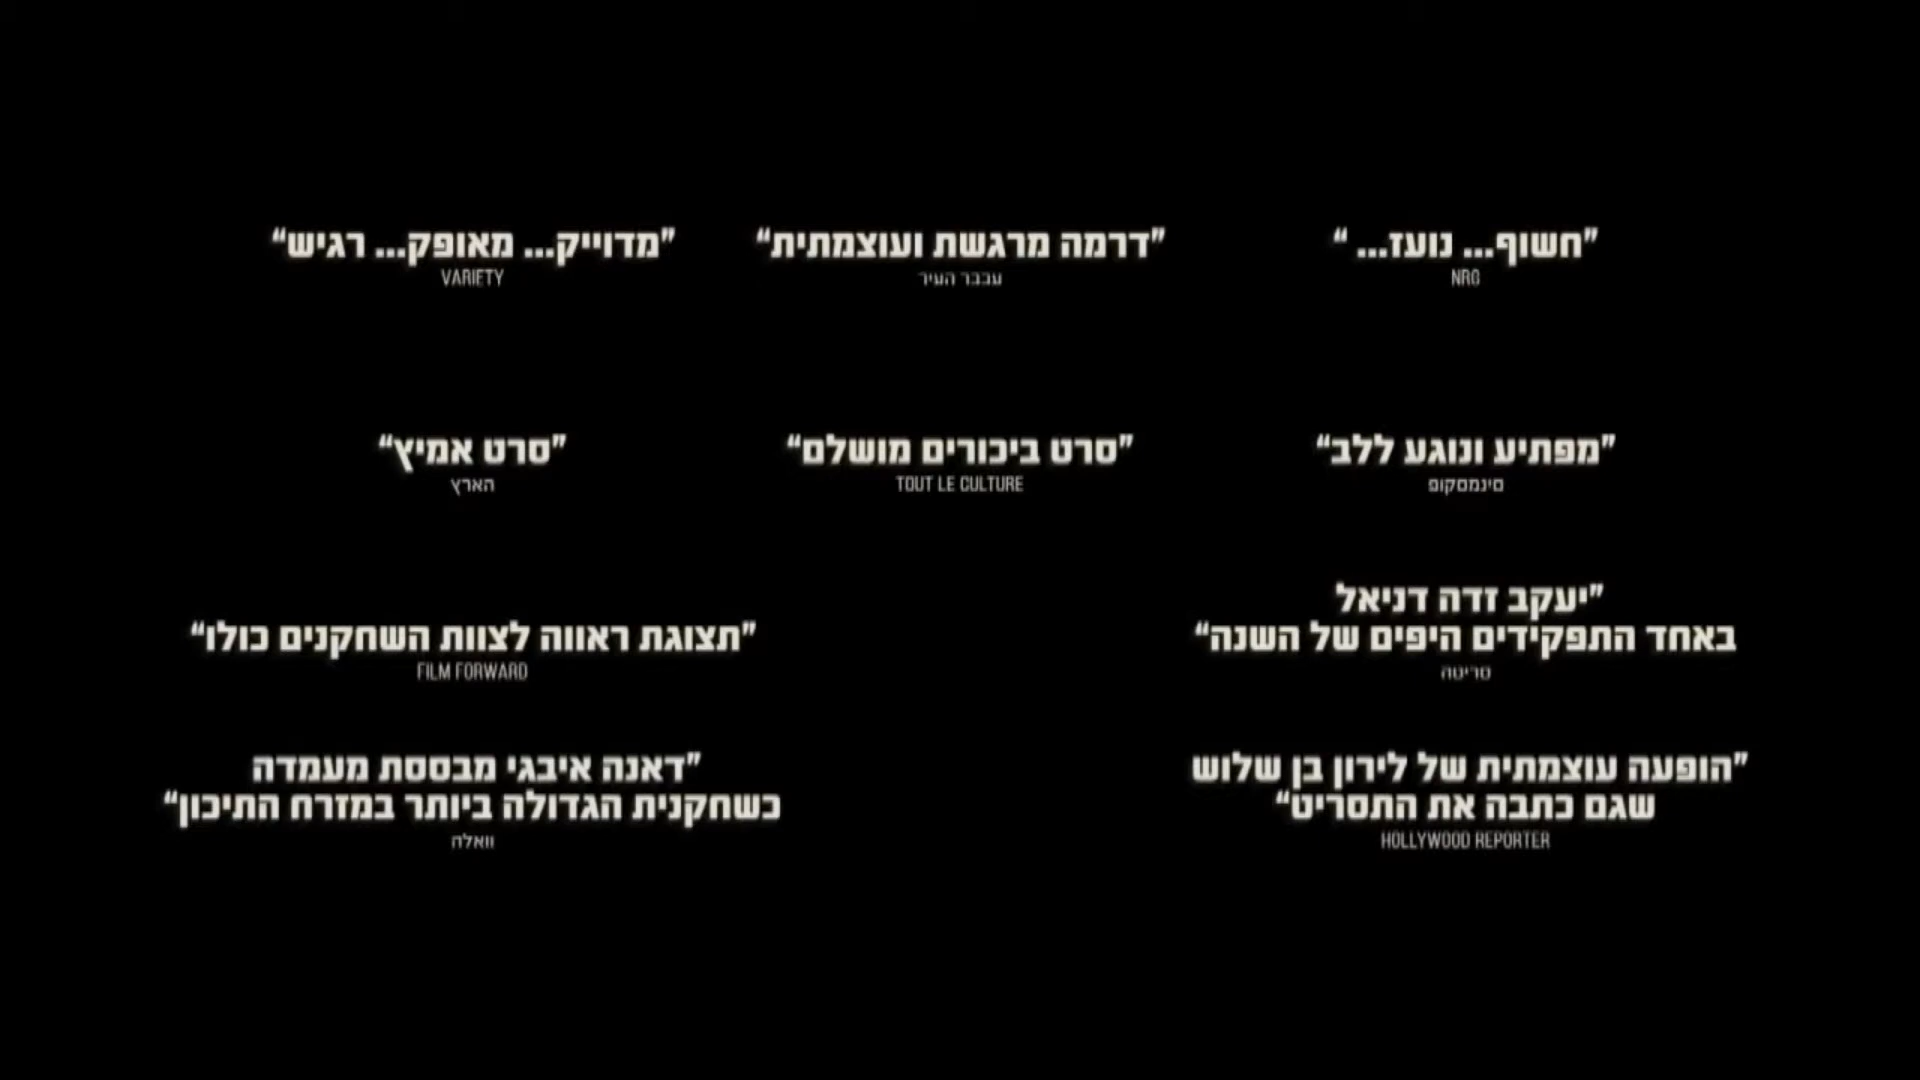 "חשוף... נועז... "
NRG
"דרמה מרגשת ועוצמתית"
עכבר העיר
"מדוייק... מאופק... רגיש"
VARIETY
"מפתיע ונוגע ללב"
סינמסקופ
"סרט ביכורים מושלם"
TOUT LE CULTURE
"סרט אמיץ"
הארץ
"יעקב זדה דניאל
באחד התפקידים היפים של השנה"
סריטה
"תצוגת ראווה לצוות השחקנים כולו"
FILM FORWARD
"הופעה עוצמתית של לירון בן שלוש
שגם כתבה את התסריט"
HOLLYWOOD REPORTER
"דאנה איבגי מבססת מעמדה
כשחקנית הגדולה ביותר במזרח התיכון"
וואלה